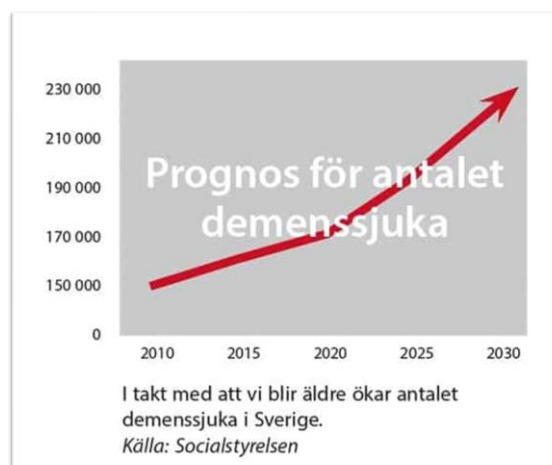 230 000
210 000
190 000
170 000
150 000
0
Prognos för antalet
demenssjuka
2010 2015 2020 2025 2030
I takt med att vi blir äldre ökar antalet
demenssjuka i Sverige.
Källa: Socialstyrelsen